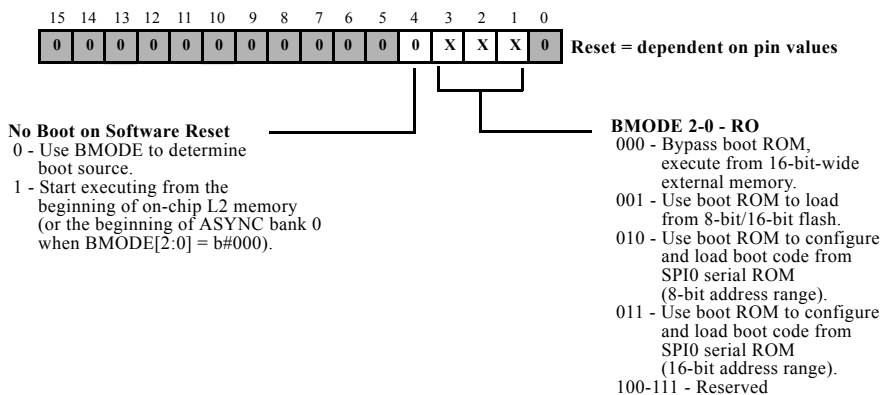 15 14 13 12 11 10 9 8 7 6 5 4 3 2 1 0
0 0 0 0 0 0 0 0 0 0 0 0 X X X 0 Reset = dependent on pin values
No Boot on Software Reset
0 - Use BMODE to determine
boot source.
1 - Start executing from the
beginning of on-chip L2 memory
(or the beginning of ASYNC bank 0
when BMODE[2:0] = b#000).
BMODE 2-0 - RO
000 - Bypass boot ROM,
execute from 16-bit-wide
external memory.
001 - Use boot ROM to load
from 8-bit/16-bit flash.
010 - Use boot ROM to configure
and load boot code from
SPI0 serial ROM
(8-bit address range).
011 - Use boot ROM to configure
and load boot code from
SPI0 serial ROM
(16-bit address range).
100-111 - Reserved